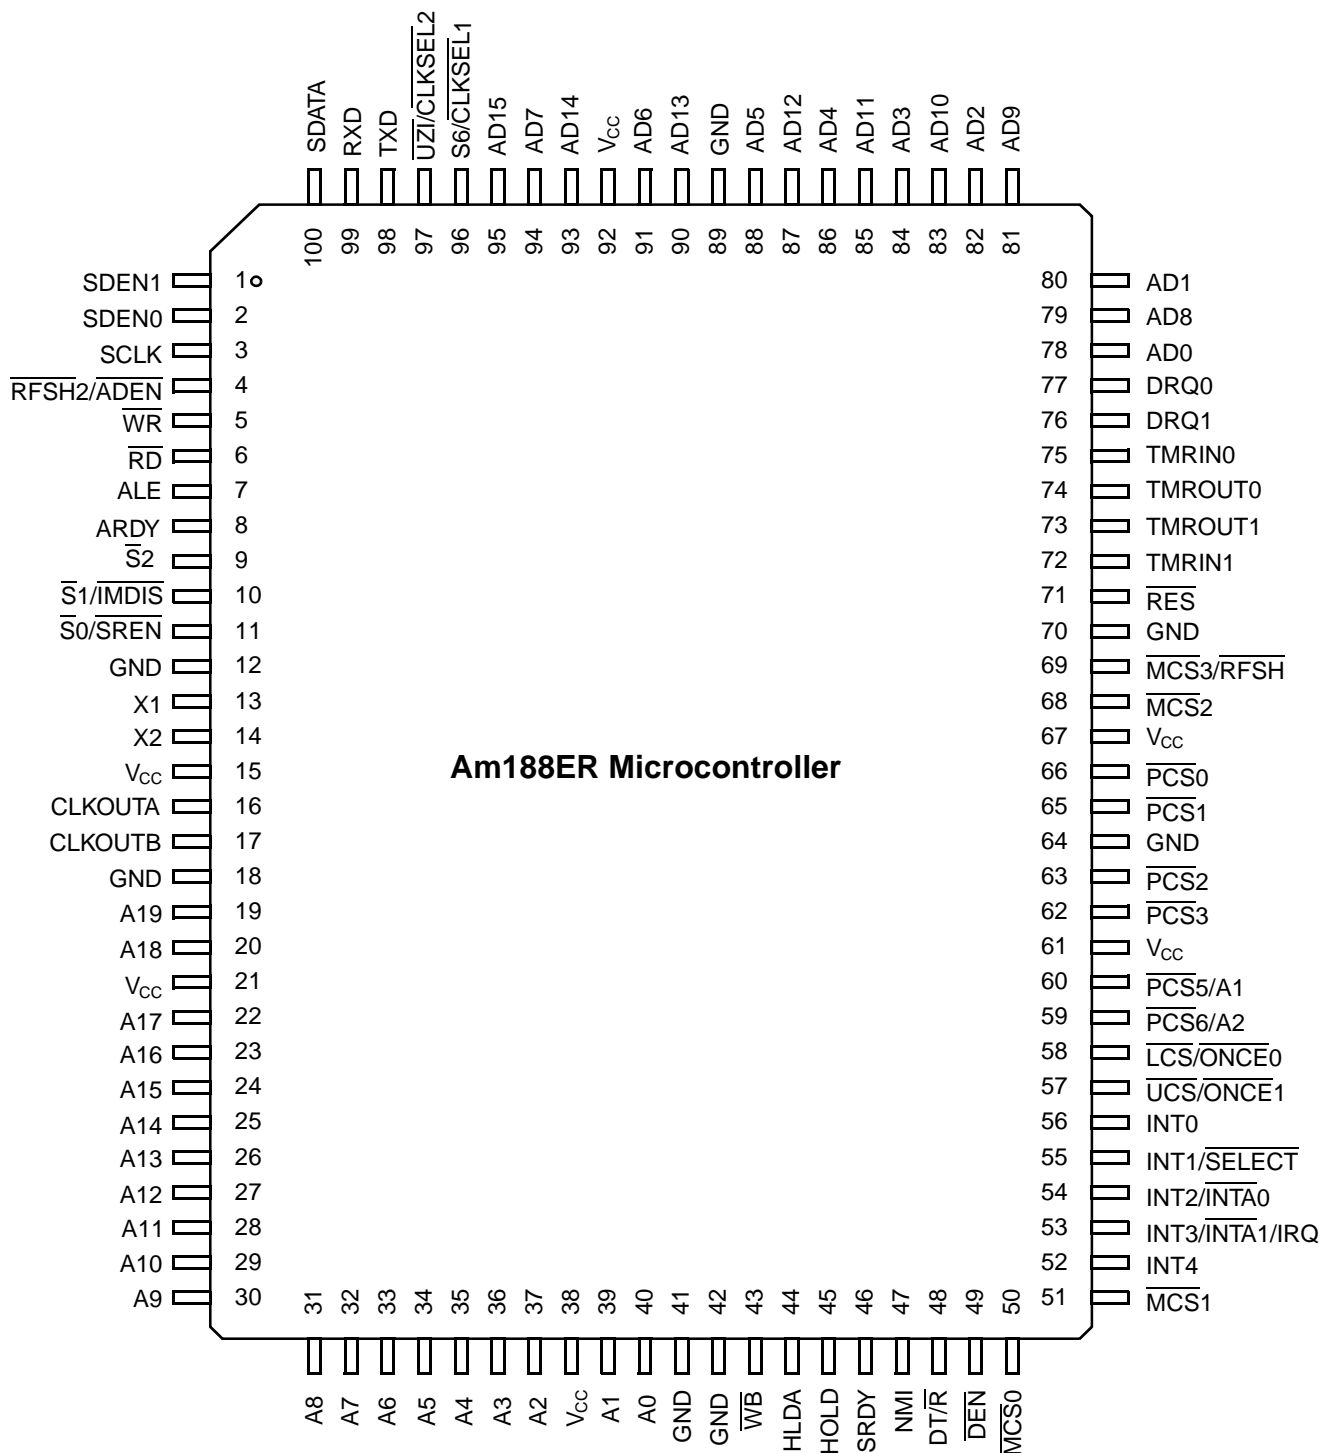 SDATA
RXD
TXD
UZI/CLKSEL2
S6/CLKSEL1
AD15
AD7
AD14
VCC
AD6
AD13
GND
AD5
AD12
AD4
AD11
AD3
AD10
AD2
AD9
100
99
98
97
96
95
94
93
92
91
90
89
88
87
86
85
84
83
82
81
SDEN1 1
SDEN0 2
SCLK 3
RFSH2/ADEN 4
WR 5
RD 6
ALE 7
ARDY 8
S2 9
S1/IMDIS 10
S0/SREN 11
GND 12
X1 13
X2 14
VCC 15
CLKOUTA 16
CLKOUTB 17
GND 18
A19 19
A18 20
VCC 21
A17 22
A16 23
A15 24
A14 25
A13 26
A12 27
A11 28
A10 29
A9 30
Am188ER Microcontroller
80 AD1
79 AD8
78 AD0
77 DRQ0
76 DRQ1
75 TMRIN0
74 TMROUT0
73 TMROUT1
72 TMRIN1
71 RES
70 GND
69 MCS3/RFSH
68 MCS2
67 VCC
66 PCS0
65 PCS1
64 GND
63 PCS2
62 PCS3
61 VCC
60 PCS5/A1
59 PCS6/A2
58 LCS/ONCE0
57 UCS/ONCE1
56 INT0
55 INT1/SELECT
54 INT2/INTA0
53 INT3/INTA1/IRQ
52 INT4
51 MCS1
31
32
33
34
35
36
37
38
39
40
41
42
43
44
45
46
47
48
49
50
A8
A7
A6
A5
A4
A3
A2
VCC
A1
A0
GND
GND
WB
HLDA
HOLD
SRDY
NMI
DT/R
DEN
MCS0